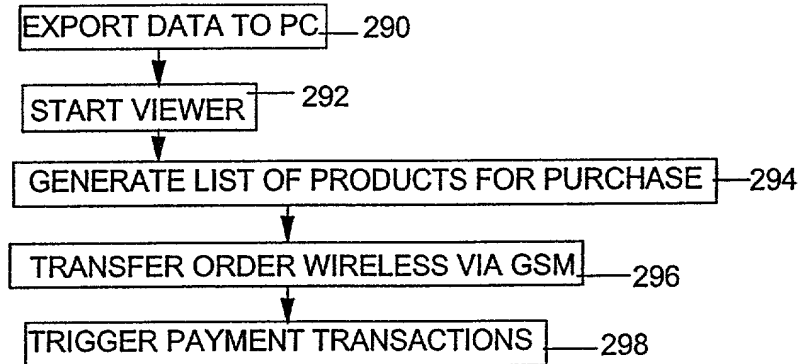 EXPORT DATA TO PC 290
START VIEWER 292
GENERATE LIST OF PRODUCTS FOR PURCHASE 294
TRANSFER ORDER WIRELESS VIA GSM 296
TRIGGER PAYMENT TRANSACTIONS 298